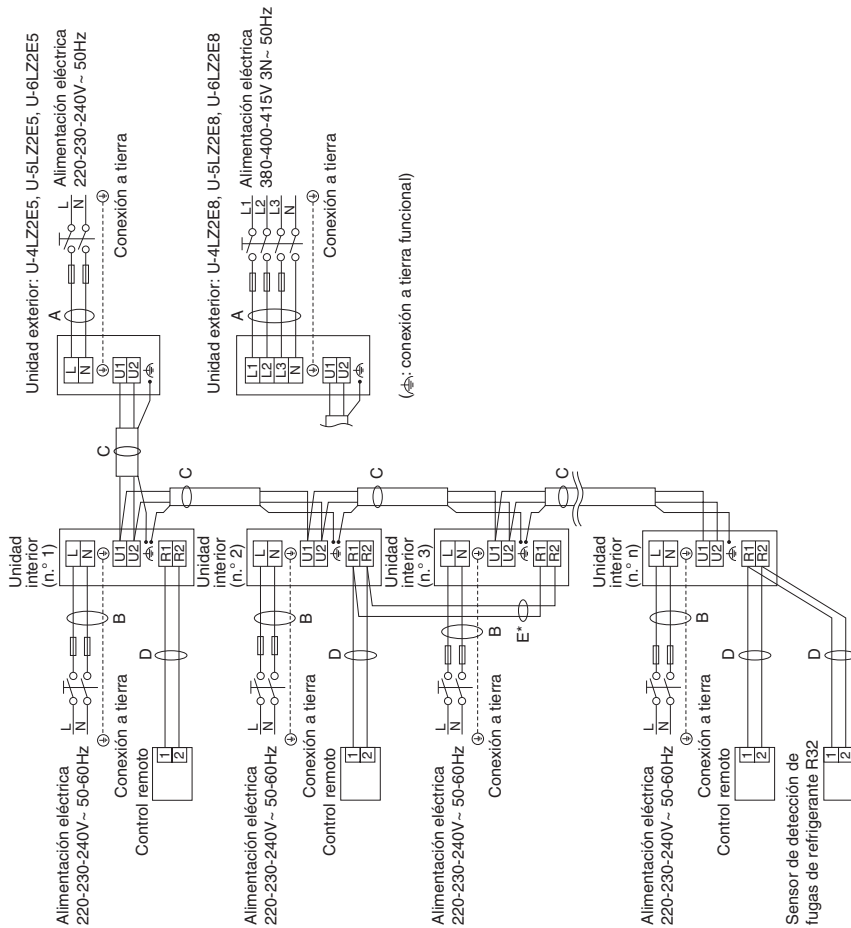 Unidad exterior: U-4LZ2E5, U-5LZ2E5, U-6LZ2E5
Alimentación eléctrica
220-230-240V ~ 50Hz
L
N
Conexión a tierra
A
L
N
U1
U2
C
Unidad exterior: U-4LZ2E8, U-5LZ2E8, U-6LZ2E8
Alimentación eléctrica
380-400-415V 3N~ 50Hz
L1
L2
L3
N
Conexión a tierra
A
L1
L2
L3
N
U1
U2
( : conexión a tierra funcional)
Unidad
interior
(n.° 1)
L
N
U1
U2
R1
R2
C
B
D
Alimentación eléctrica
220-230-240V ~ 50-60Hz
L
N
Conexión a tierra
Control remoto
1
2
Unidad
interior
(n.° 2)
L
N
U1
U2
R1
R2
C
B
D
Alimentación eléctrica
220-230-240V ~ 50-60Hz
L
N
Conexión a tierra
Control remoto
1
2
Unidad
interior
(n.° 3)
L
N
U1
U2
R1
R2
C
B
E*
Alimentación eléctrica
220-230-240V ~ 50-60Hz
L
N
Conexión a tierra
Unidad
interior
(n.° n)
L
N
U1
U2
R1
R2
B
D
Alimentación eléctrica
220-230-240V ~ 50-60Hz
L
N
Conexión a tierra
Control remoto
1
2
Sensor de detección de
fugas de refrigerante R32
1
2
D